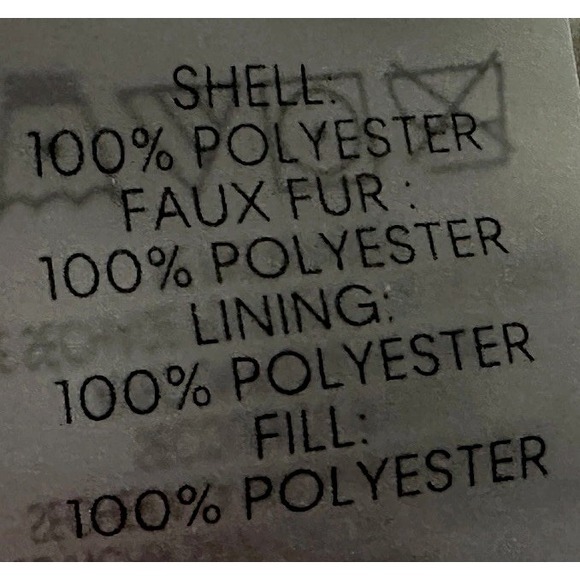 SHELL:
100% POLYESTER
FAUX FUR :
100% POLYESTER
LINING:
100% POLYESTER
FILL:
100% POLYESTER